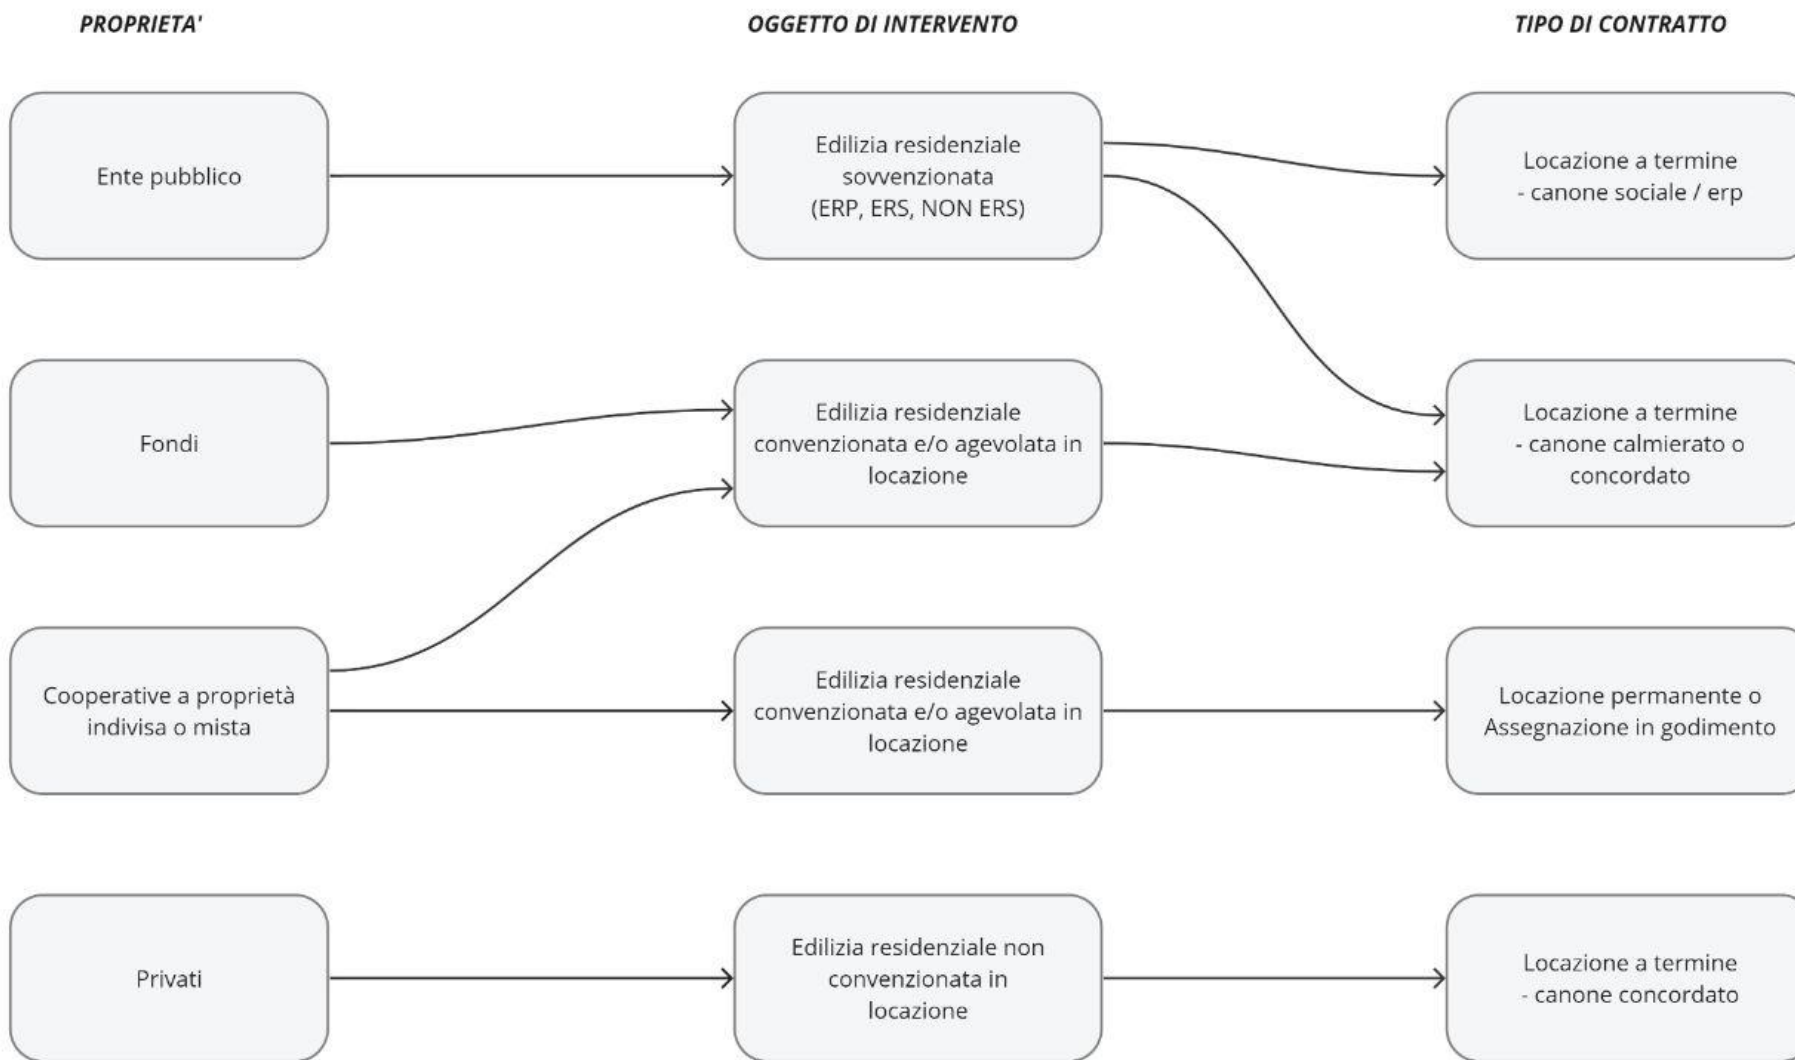 PROPRIETA'
OGGETTO DI INTERVENTO
TIPO DI CONTRATTO
Ente pubblico
Edilizia residenziale
sovvenzionata
(ERP, ERS, NON ERS)
Locazione a termine
- canone sociale / erp
Fondi
Edilizia residenziale
convenzionata e/o agevolata in
locazione
Locazione a termine
- canone calmierato o
concordato
Cooperative a proprietà
indivisa o mista
Edilizia residenziale
convenzionata e/o agevolata in
locazione
Locazione permanente o
Assegnazione in godimento
Privati
Edilizia residenziale non
convenzionata in
locazione
Locazione a termine
- canone concordato